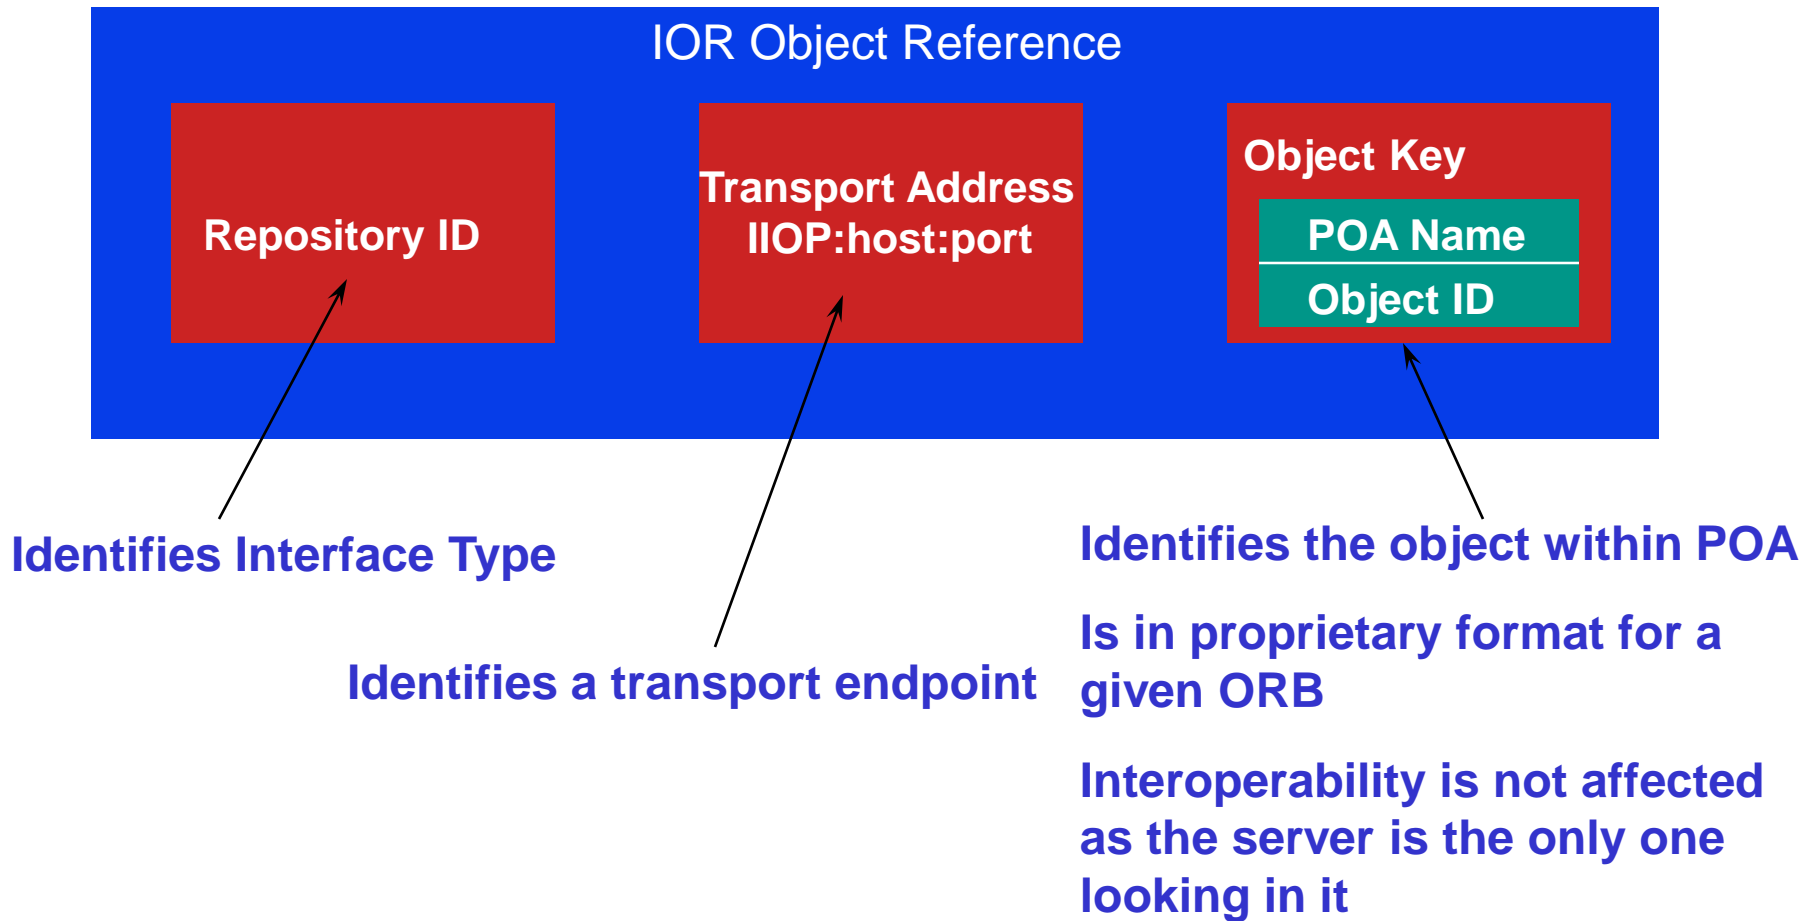 IOR Object Reference
Repository ID
Transport Address
IIOP:host:port
Object Key
POA Name
Object ID
Identifies Interface Type
Identifies a transport endpoint
Identifies the object within POA
Is in proprietary format for a
given ORB
Interoperability is not affected
as the server is the only one
looking in it